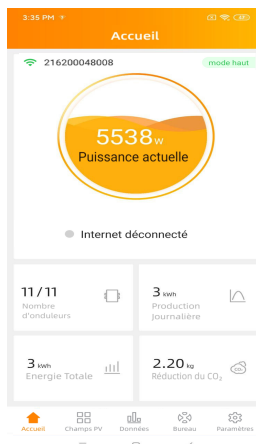 3:35 PM
Accueil
216200048008
mode haut
5538w
Puissance actuelle
Internet déconnecté
11/11
Nombre
d'onduleurs
3 kWh
Production
Journalière
3 kWh
Energie Totale
2.20 kg
Réduction du CO₂
CO₂
Accueil
Champs PV
Données
Bureau
Paramètres